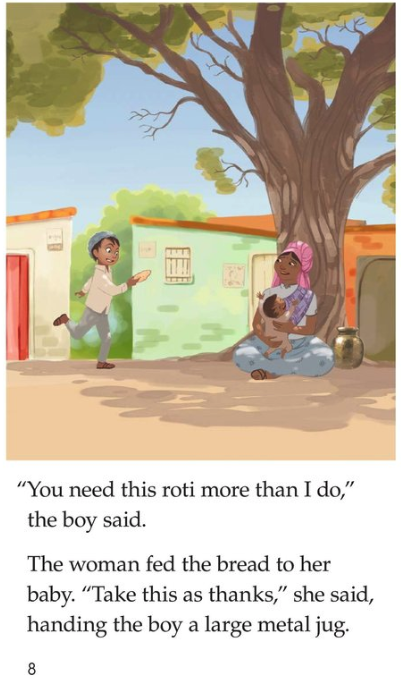 “You need this roti more than I do,”
the boy said.
The woman fed the bread to her
baby. “Take this as thanks,” she said,
handing the boy a large metal jug.
8